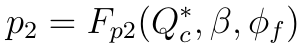 $p_2 = F_{p2}(Q_c^*, \beta, \phi_f)$